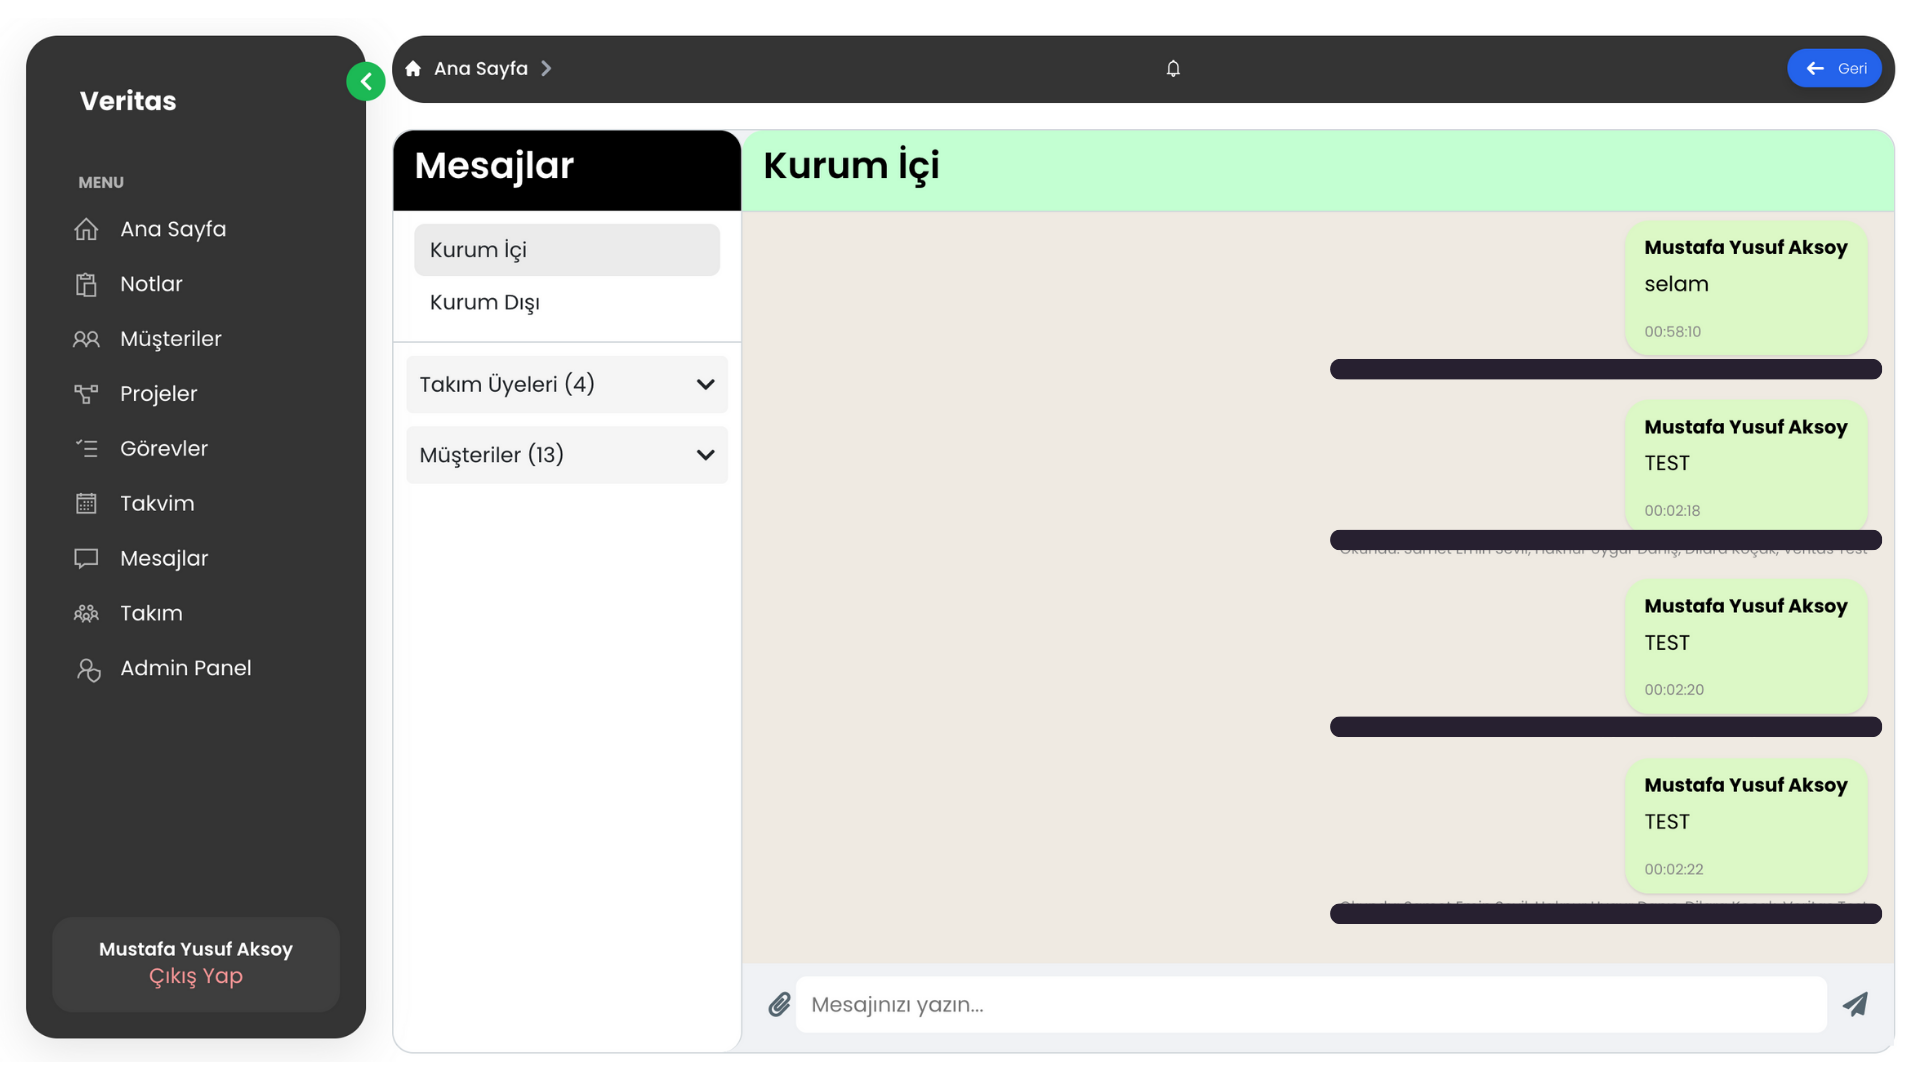 Veritas
MENU
Ana Sayfa
Notlar
Müşteriler
Projeler
Görevler
Takvim
Mesajlar
Takım
Admin Panel
Mustafa Yusuf Aksoy
Çıkış Yap
Ana Sayfa
Geri
Mesajlar
Kurum İçi
Kurum Dışı
Takım Üyeleri (4)
Müşteriler (13)
Kurum İçi
Mustafa Yusuf Aksoy
selam
00:58:10
Mustafa Yusuf Aksoy
TEST
00:02:18
Mustafa Yusuf Aksoy
TEST
00:02:20
Mustafa Yusuf Aksoy
TEST
00:02:22
Mesajınızı yazın...